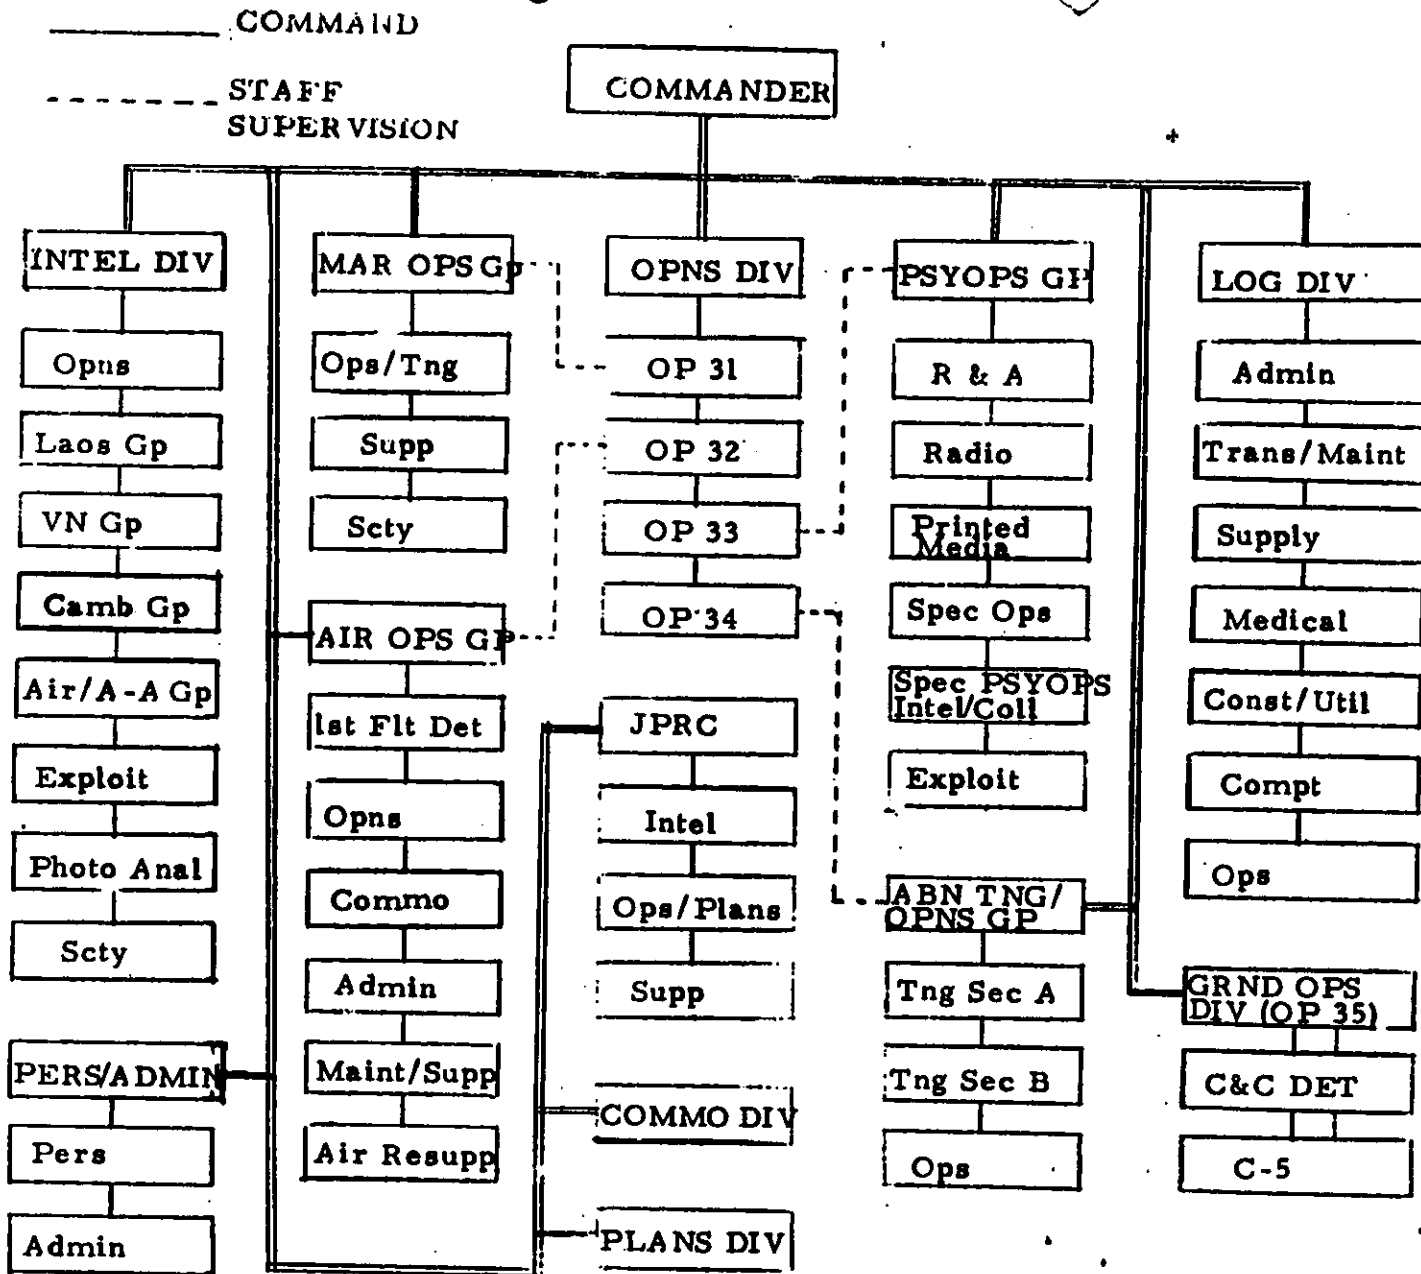 COMMAND
STAFF
SUPERVISION
COMMANDER
INTEL DIV
Opns
Laos Gp
VN Gp
Camb Gp
Air/A-A Gp
Exploit
Photo Anal
Scty
PERS/ADMIN
Pers
Admin
MAR OPS Gp
Ops/Tng
Supp
Scty
AIR OPS GP
1st Flt Det
Opns
Commo
Admin
Maint/Supp
Air Resupp
OPNS DIV
OP 31
OP 32
OP 33
OP 34
JPRC
Intel
Ops/Plans
Supp
COMMO DIV
PLANS DIV
PSYOPS GP
R & A
Radio
Printed
Media
Spec Ops
Spec PSYOPS
Intel/Coll
Exploit
ABN TNG/
OPNS GP
Tng Sec A
Tng Sec B
Ops
LOG DIV
Admin
Trans/Maint
Supply
Medical
Const/Util
Compt
Ops
GRND OPS
DIV (OP 35)
C&C DET
C-5